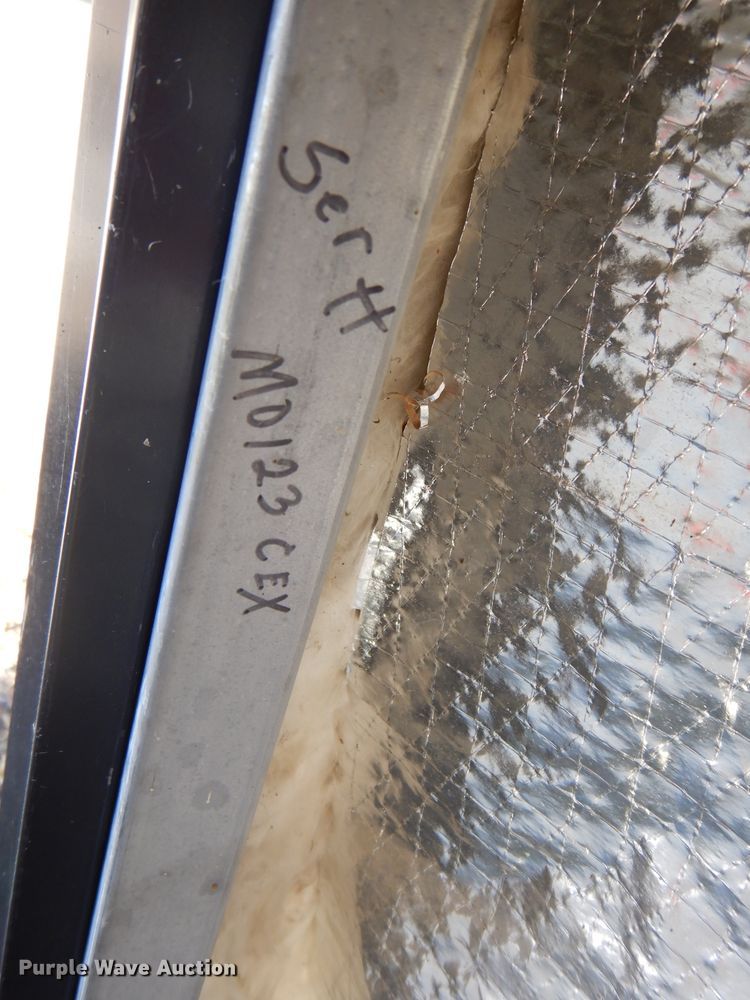 Ser #
MD123CEX
Purple Wave Auction